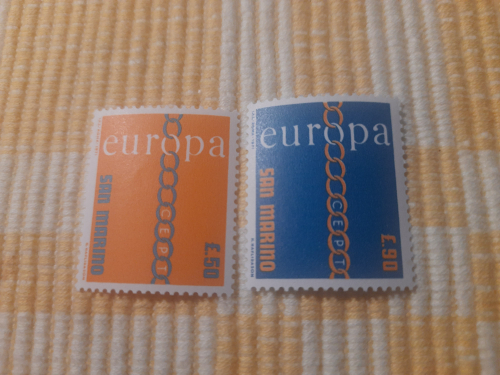 europa
SAN MARINO
CEPT
£.50
europa
SAN MARINO
CEPT
£.90